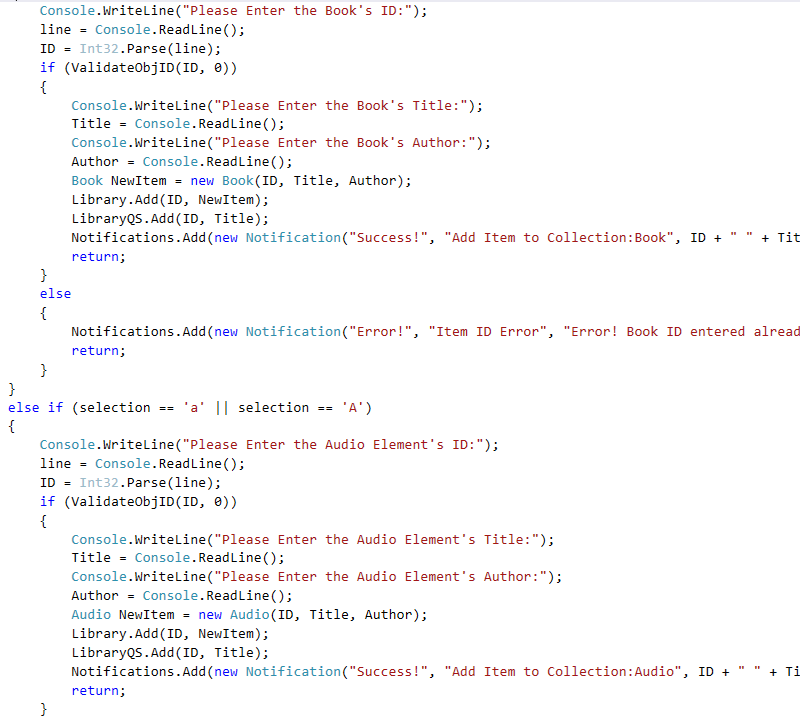 Console.WriteLine("Please Enter the Book's ID:");
line = Console.ReadLine();
ID = Int32.Parse(line);
if (ValidateObjID(ID, 0))
{
Console.WriteLine("Please Enter the Book's Title:");
Title = Console.ReadLine();
Console.WriteLine("Please Enter the Book's Author:");
Author = Console.ReadLine();
Book NewItem = new Book(ID, Title, Author);
Library.Add(ID, NewItem);
LibraryQS.Add(ID, Title);
Notifications.Add(new Notification("Success!", "Add Item to Collection:Book", ID + " " + Tit
return;
}
else
{
Notifications.Add(new Notification("Error!", "Item ID Error", "Error! Book ID entered alread
return;
}
}
else if (selection == 'a' || selection == 'A')
{
Console.WriteLine("Please Enter the Audio Element's ID:");
line = Console.ReadLine();
ID = Int32.Parse(line);
if (ValidateObjID(ID, 0))
{
Console.WriteLine("Please Enter the Audio Element's Title:");
Title = Console.ReadLine();
Console.WriteLine("Please Enter the Audio Element's Author:");
Author = Console.ReadLine();
Audio NewItem = new Audio(ID, Title, Author);
Library.Add(ID, NewItem);
LibraryQS.Add(ID, Title);
Notifications.Add(new Notification("Success!", "Add Item to Collection:Audio", ID + " " + Ti
return;
}